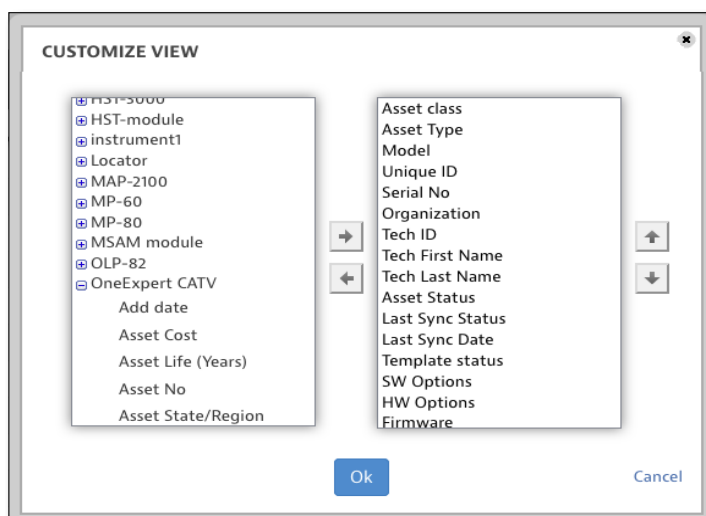 CUSTOMIZE VIEW
HST-3000
HST-module
instrument1
Locator
MAP-2100
MP-60
MP-80
MSAM module
OLP-82
OneExpert CATV
Add date
Asset Cost
Asset Life (Years)
Asset No
Asset State/Region
Asset class
Asset Type
Model
Unique ID
Serial No
Organization
Tech ID
Tech First Name
Tech Last Name
Asset Status
Last Sync Status
Last Sync Date
Template status
SW Options
HW Options
Firmware
Ok
Cancel